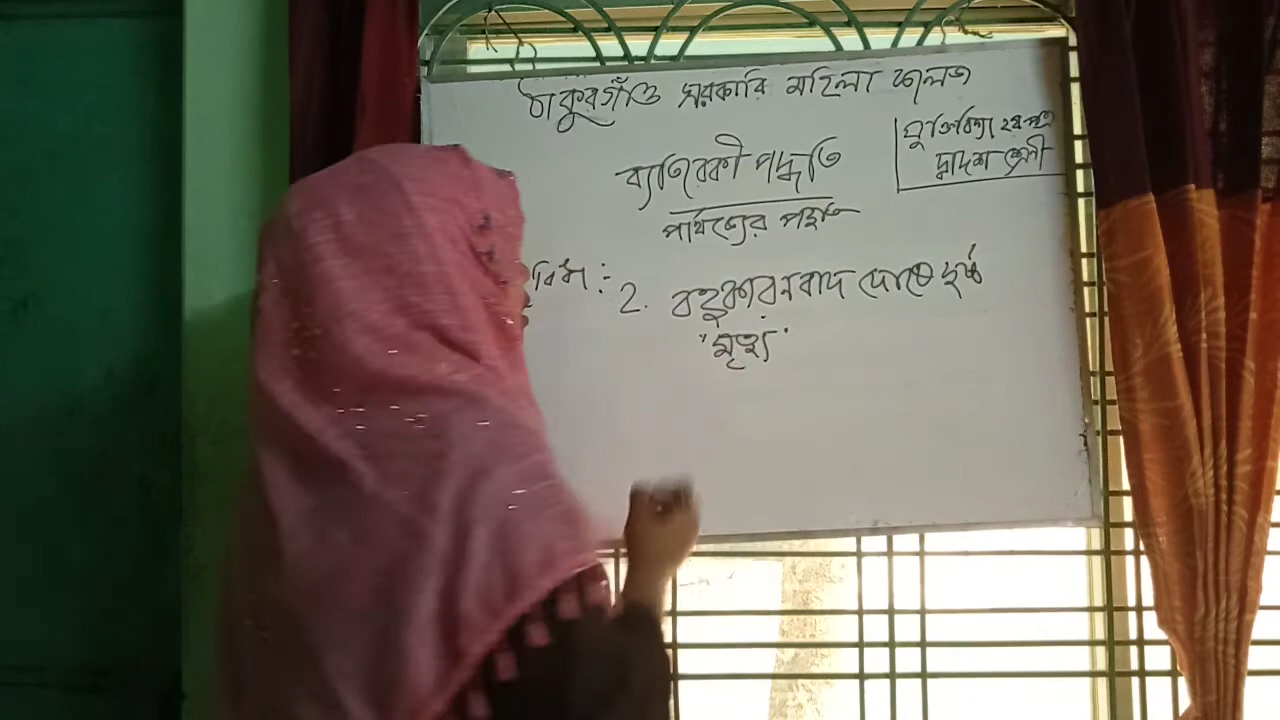 ঠাকুরগাঁও সরকারি মহিলা কলেজ
যুক্তিবিদ্যা ২য় পত্র
দ্বাদশ শ্রেণী
ব্যতিরেকী পদ্ধতি
পার্থক্যের পদ্ধতি
2. বহুকারণবাদ দোষে দুষ্ট
"মৃত্যু"